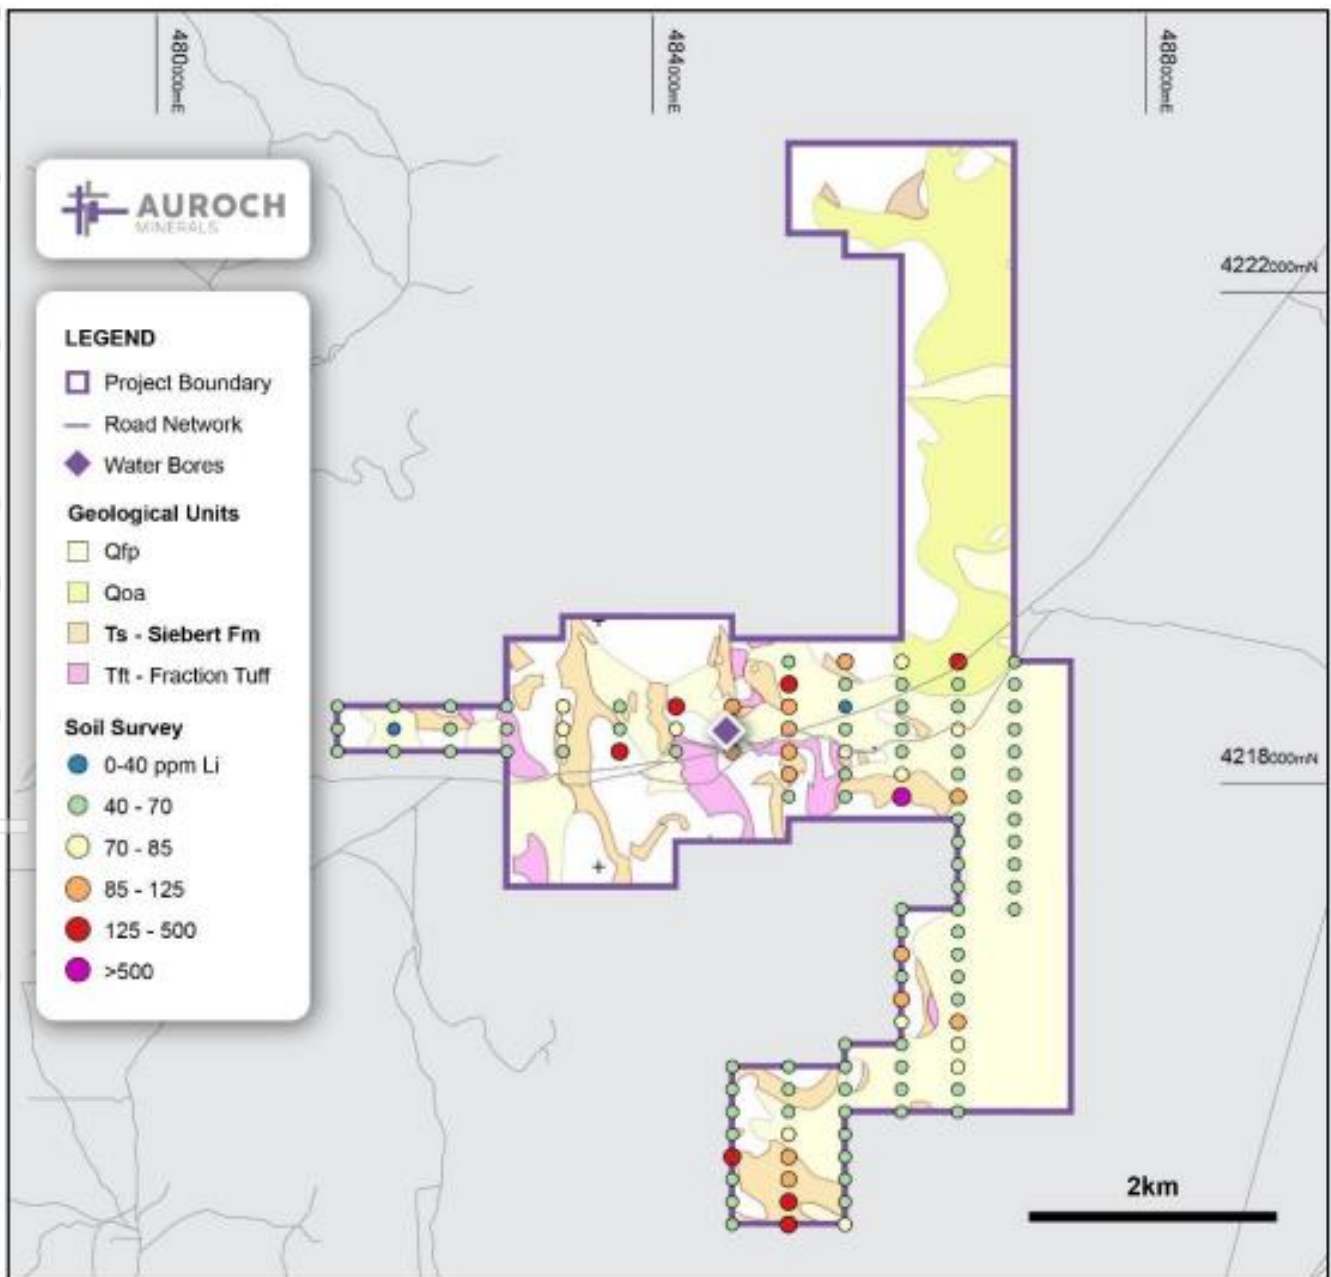 480000mE
484000mE
488000mE
AUROCH
MINERALS
4222000mN
LEGEND
Project Boundary
Road Network
Water Bores
Geological Units
Qfp
Qoa
Ts - Siebert Fm
Tft - Fraction Tuff
Soil Survey
0-40 ppm Li
40 - 70
70 - 85
85 - 125
125 - 500
>500
4218000mN
2km